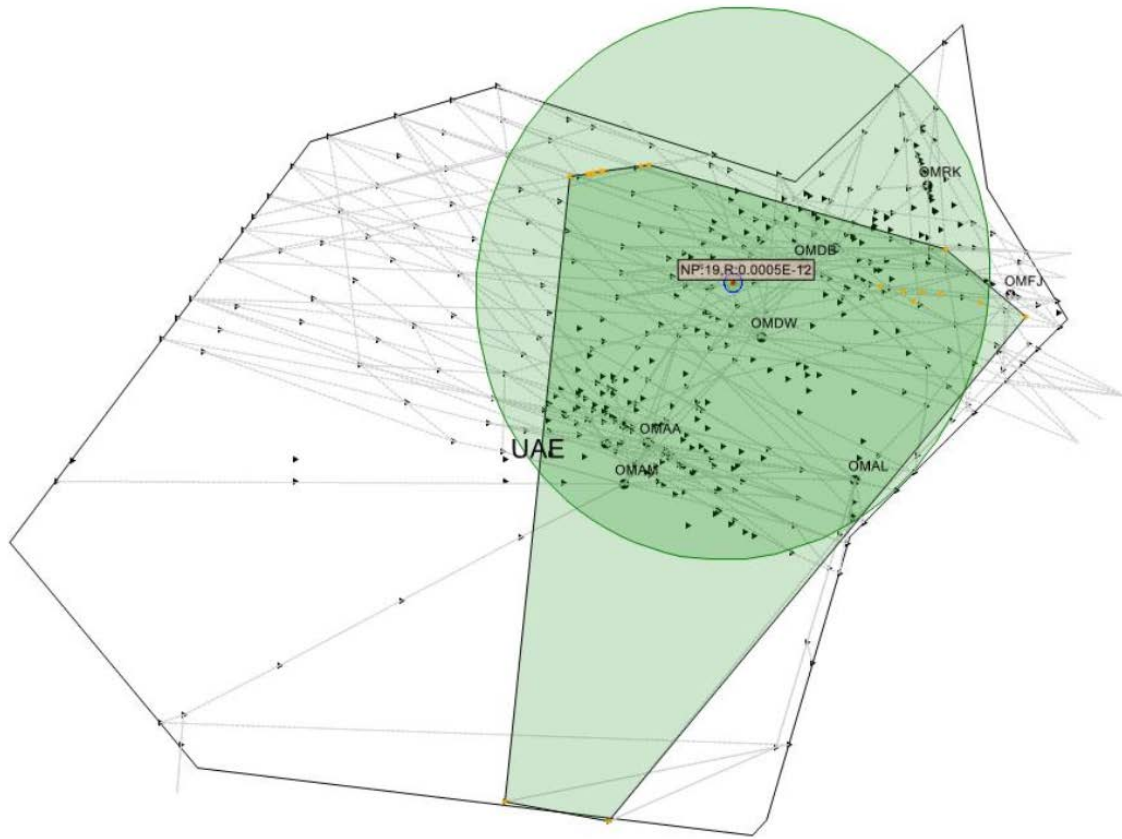 OMRK
OMDB
NP:19,R:0.0005E-12
OMFJ
OMDW
OMAA
UAE
OMAM
OMAL